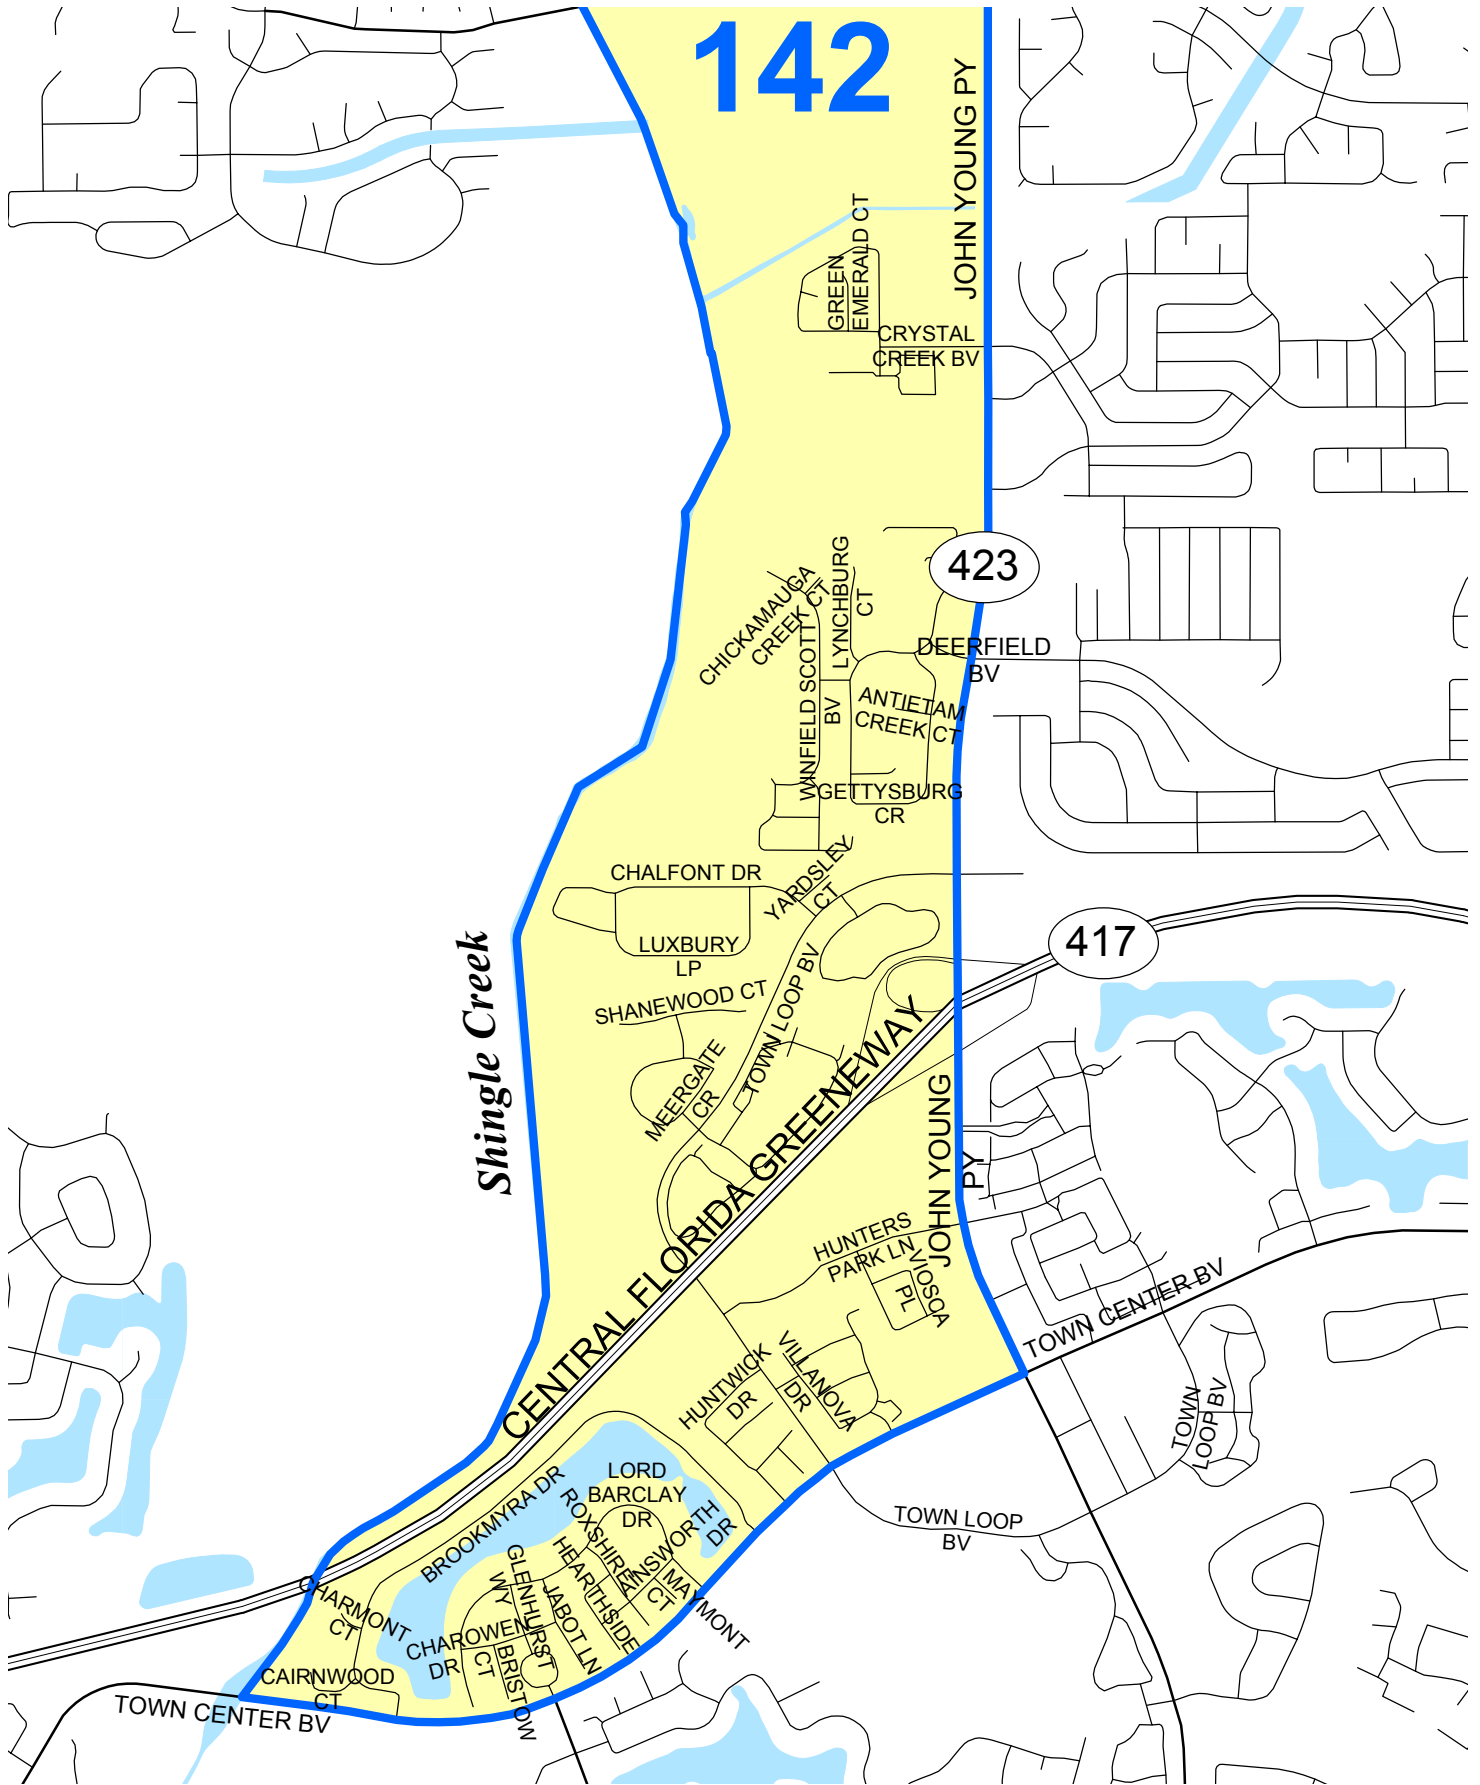 142
JOHN YOUNG PY
GREEN
EMERALD CT
CRYSTAL
CREEK BV
423
CHICKAMAUGA
CREEK CT
LYNCHBURG
CT
WINFIELD SCOTT
BV
DEERFIELD
BV
ANTIETAM
CREEK CT
GETTYSBURG
CR
YARDSLEY
CT
CHALFONT DR
LUXBURY
LP
417
Shingle Creek
SHANEWOOD CT
TOWN LOOP BV
MEERGATE
CR
CENTRAL FLORIDA GREENEWAY
JOHN YOUNG
PY
HUNTERS
PARK LN
VIOSCA
PL
TOWN CENTER BV
VILLANOVA
DR
HUNTWICK
DR
TOWN
LOOP BV
TOWN LOOP
BV
BROOKMYRA DR
LORD
BARCLAY
DR
ROXSHIRE
CT
AINSWORTH
DR
HEARTHSIDE
MAYMONT
GLENHURST
WY
JABOT LN
CHARMONT
CT
CHAROWEN
DR
BRISTOW
CT
CAIRNWOOD
CT
TOWN CENTER BV